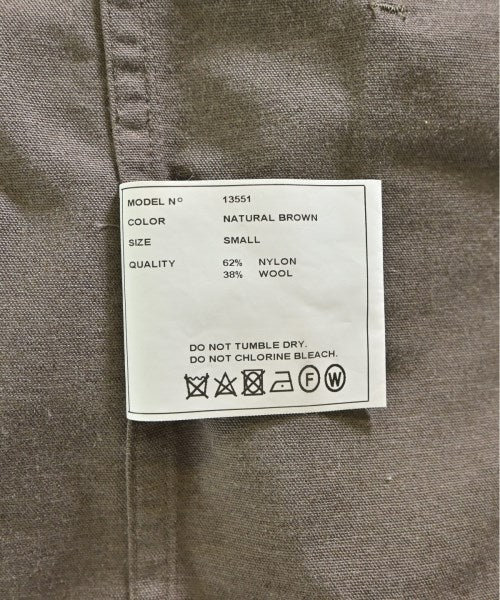 MODEL Nº 13551
COLOR NATURAL BROWN
SIZE SMALL
QUALITY 62% NYLON
38% WOOL
DO NOT TUMBLE DRY.
DO NOT CHLORINE BLEACH.
F W